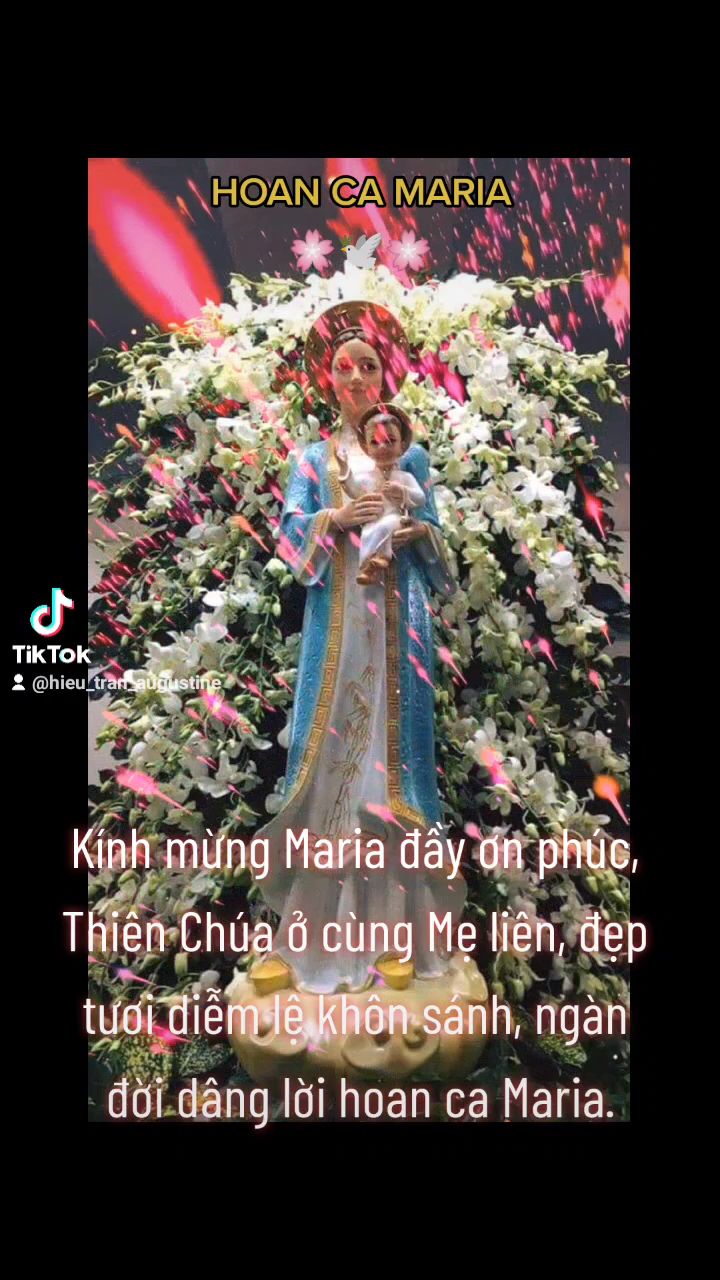 HOAN CA MARIA
TikTok
@hieu_tran_augustine
Kính mừng Maria đầy ơn phúc,
Thiên Chúa ở cùng Mẹ liên, đẹp
tươi diễm lệ khôn sánh, ngàn
đời dâng lời hoan ca Maria.